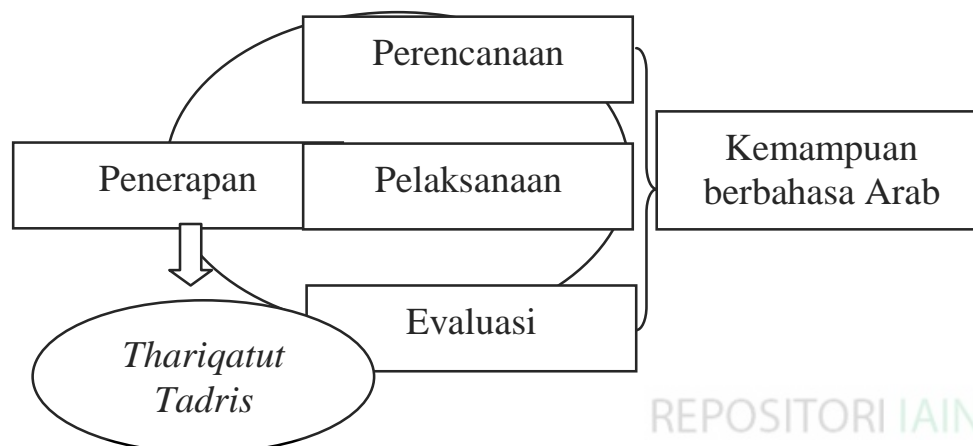 Perencanaan
Penerapan
Pelaksanaan
Kemampuan
berbahasa Arab
Evaluasi
Thariqatut
Tadris
REPOSITORI IAIN